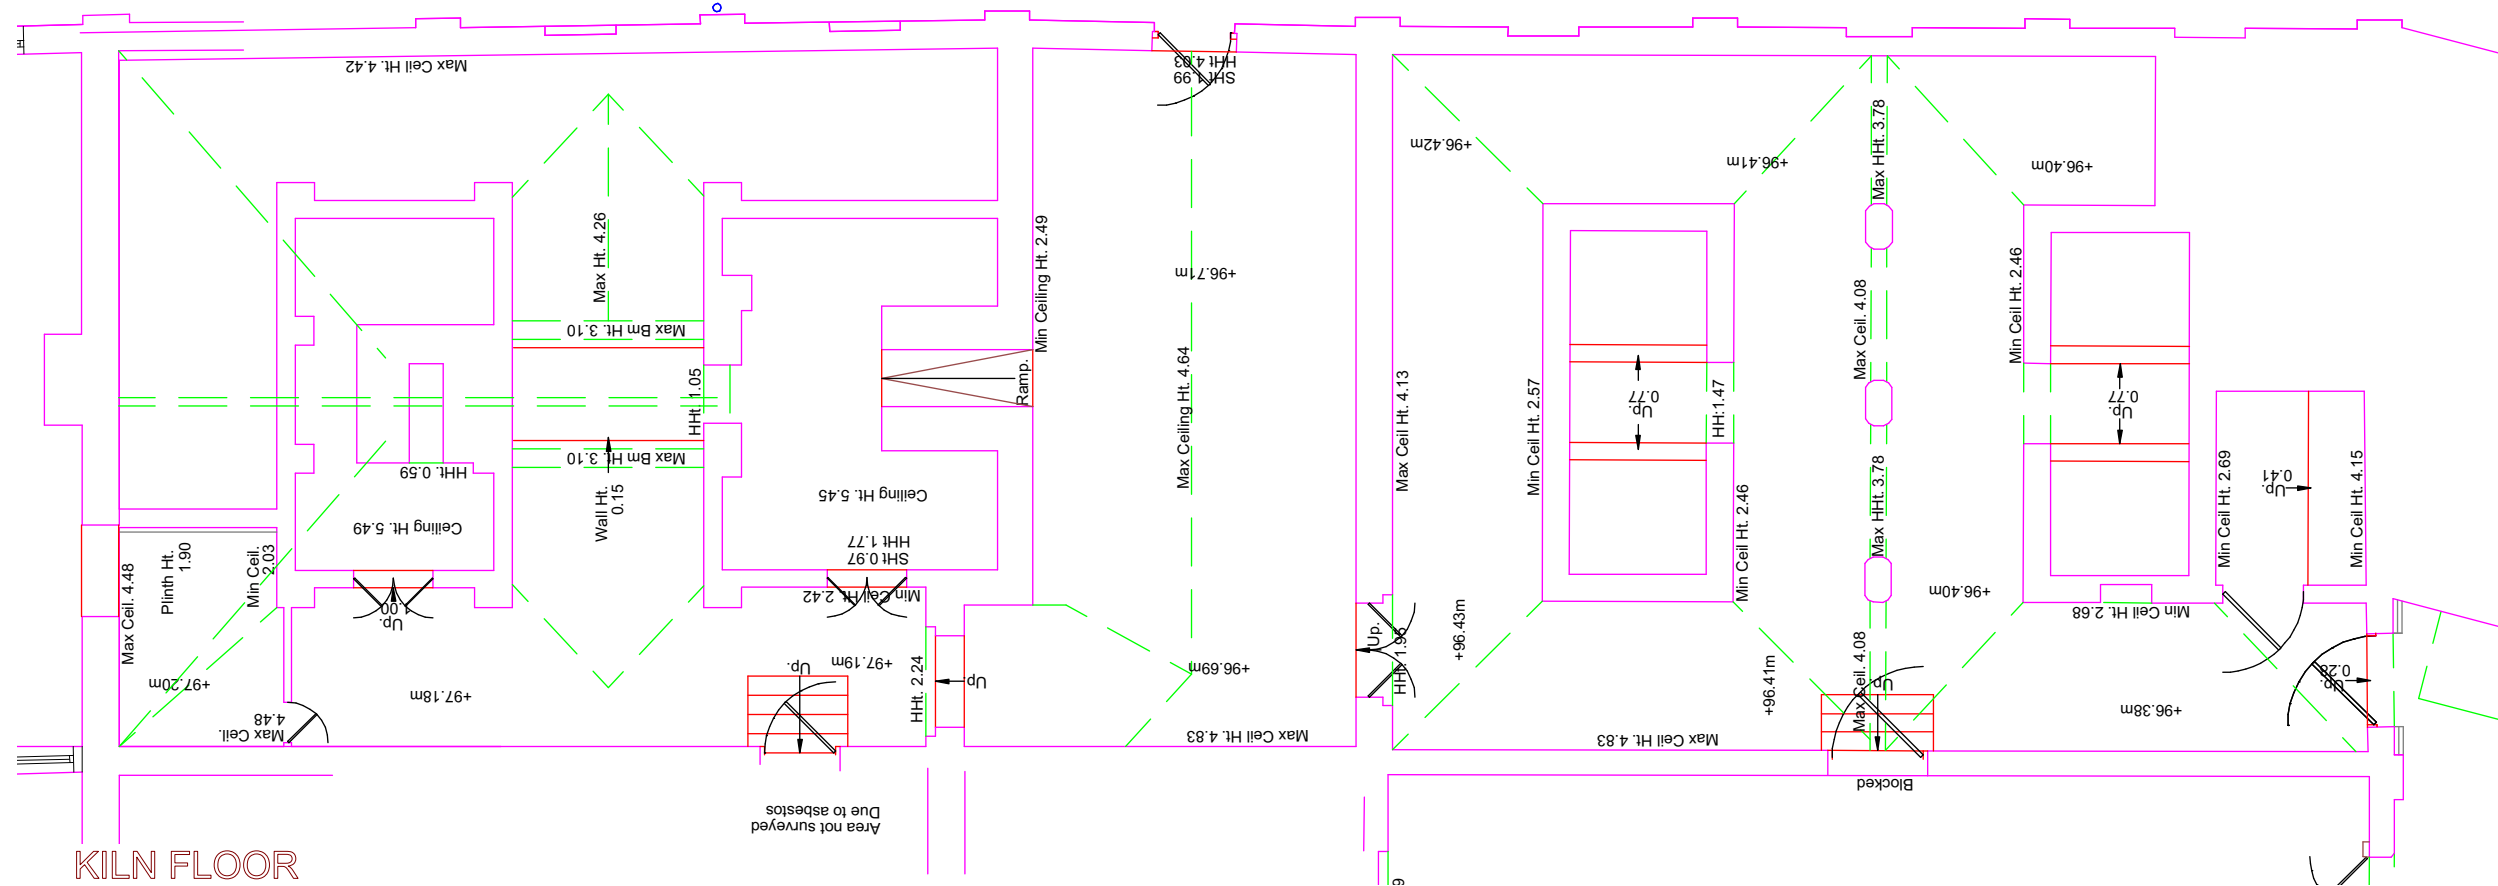 H
Max Ceil Ht. 4.42
HHt 4.03
SHt 1.99
+96.42m
+96.41m
Max HHt. 3.78
+96.40m
Max Ht. 4.26
Min Ceiling Ht. 2.49
+96.71m
Max Bm Ht. 3.10
Max Ceil. 4.08
Min Ceil Ht. 2.46
HHt. 1.05
Ramp.
Max Ceiling Ht. 4.64
Max Ceil Ht. 4.13
Min Ceil Ht. 2.57
Up.
0.77
HH:1.47
Up.
0.77
HHt. 0.59
Max Bm Ht. 3.10
Wall Ht.
0.15
Ceiling Ht. 5.45
Ceiling Ht. 5.49
HHt 1.77
SHt 0.97
Max HHt. 3.78
Min Ceil Ht. 2.46
Min Ceil Ht. 2.69
Up.
0.41
Min Ceil Ht. 4.15
Max Ceil. 4.48
Plinth Ht.
1.90
Min Ceil.
2.03
Up.
1.00
Min Ceil Ht. 2.42
+96.40m
Min Ceil Ht. 2.68
+97.20m
+97.18m
Max Ceil.
4.48
Up.
+97.19m
HHt. 2.24
Up.
+96.69m
Max Ceil Ht. 4.83
Up.
HHt. 1.95
+96.43m
Max Ceil Ht. 4.83
+96.41m
Max Ceil. 4.08
Up.
+96.38m
Up.
0.28
Blocked
Area not surveyed
Due to asbestos
KILN FLOOR
9